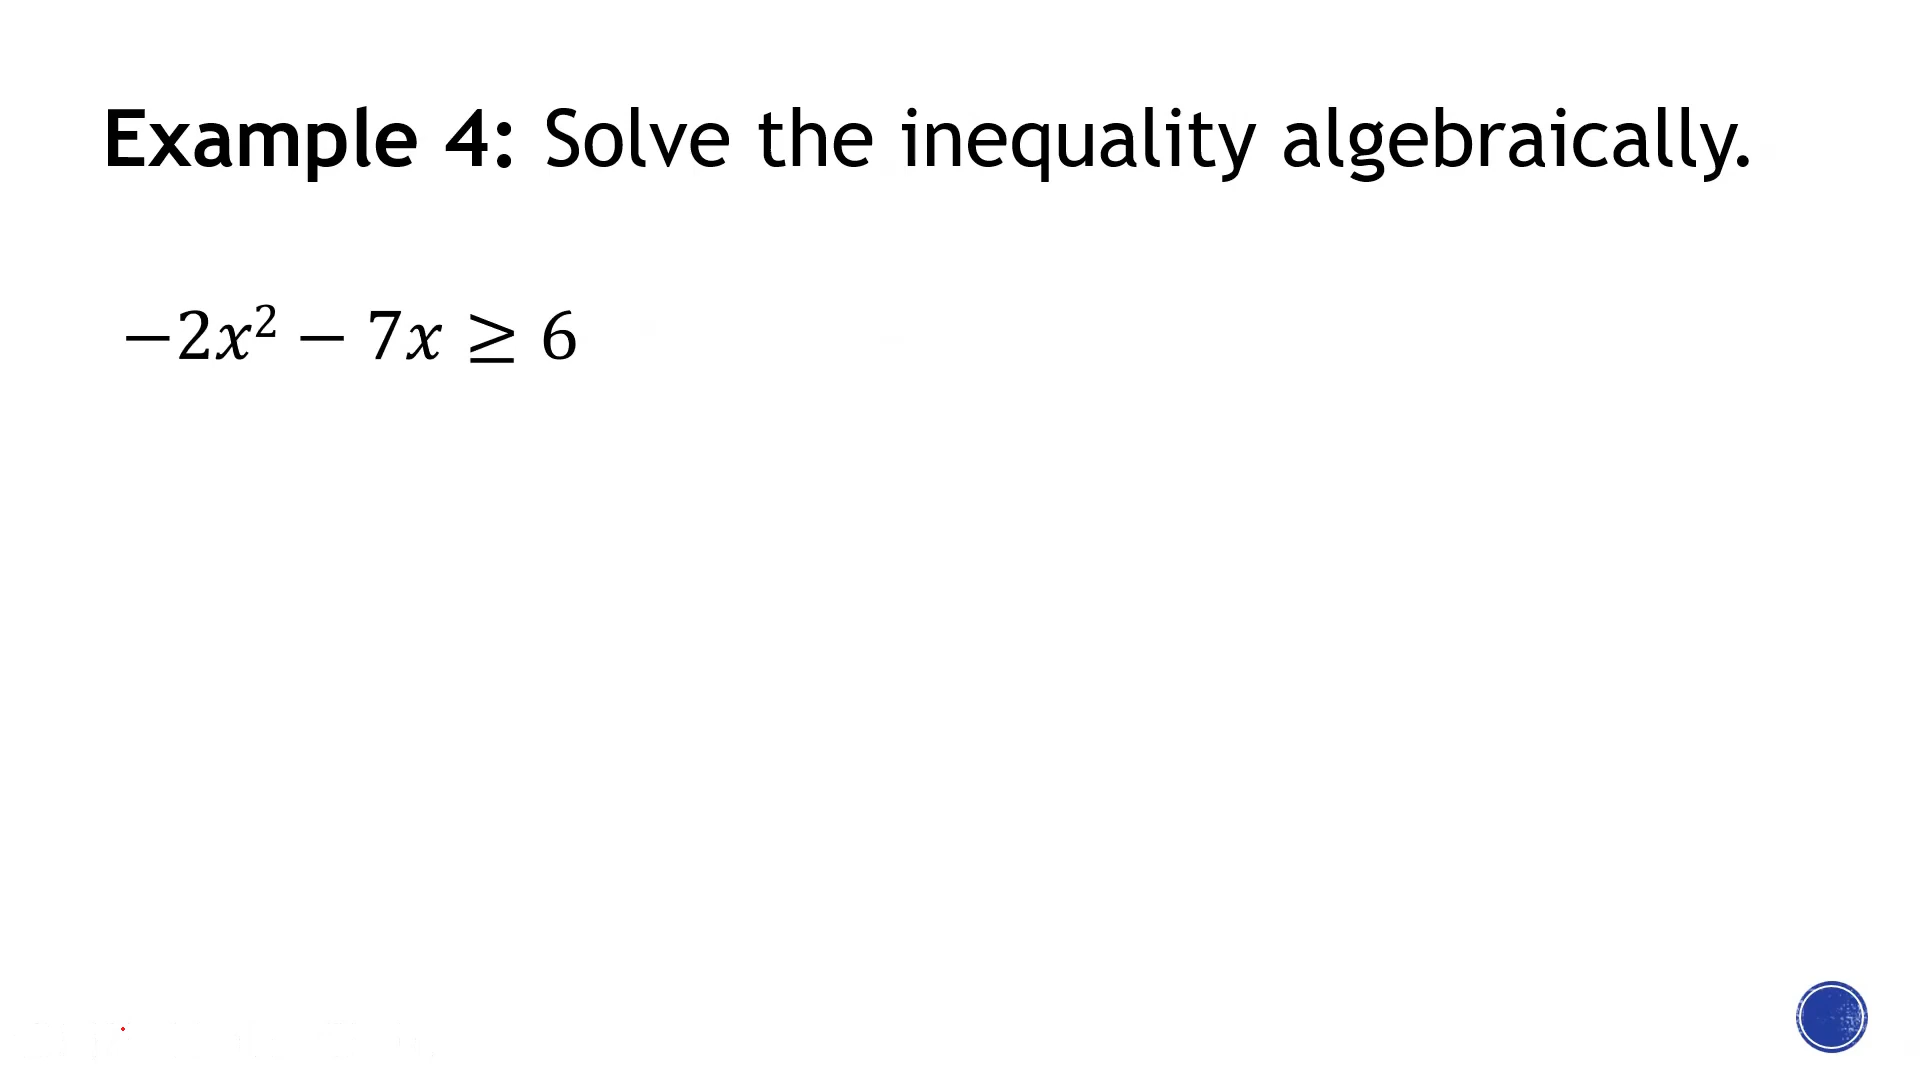 Example 4: Solve the inequality algebraically.
−2x² − 7x ≥ 6